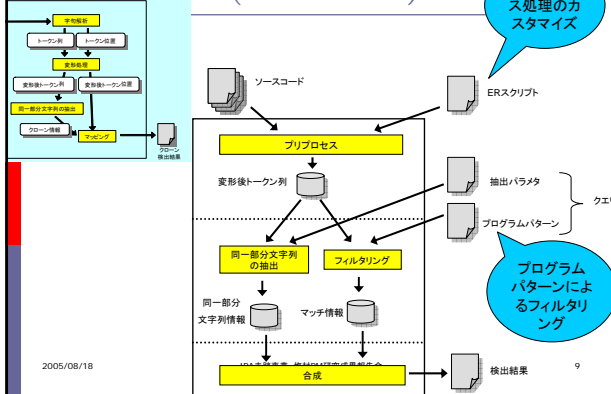 字句解析
トークン列
トークン位置
変形処理
変形後トークン列
変形後トークン位置
同一部分文字列の抽出
クローン情報
マッピング
クローン
検出結果
ス処理のカ
スタマイズ
ソースコード
ERスクリプト
プリプロセス
変形後トークン列
抽出パラメタ
クエリ
プログラムパターン
同一部分文字列
の抽出
フィルタリング
プログラム
パターンによ
るフィルタリ
ング
同一部分
文字列情報
マッチ情報
2005/08/18
合成
検出結果
9